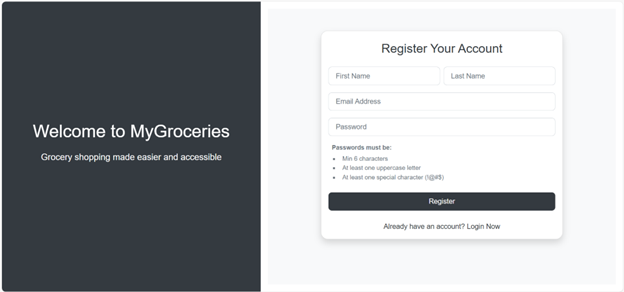 Welcome to MyGroceries
Grocery shopping made easier and accessible
Register Your Account
First Name
Last Name
Email Address
Password
Passwords must be:
Min 6 characters
At least one uppercase letter
At least one special character (!@#$)
Register
Already have an account? Login Now